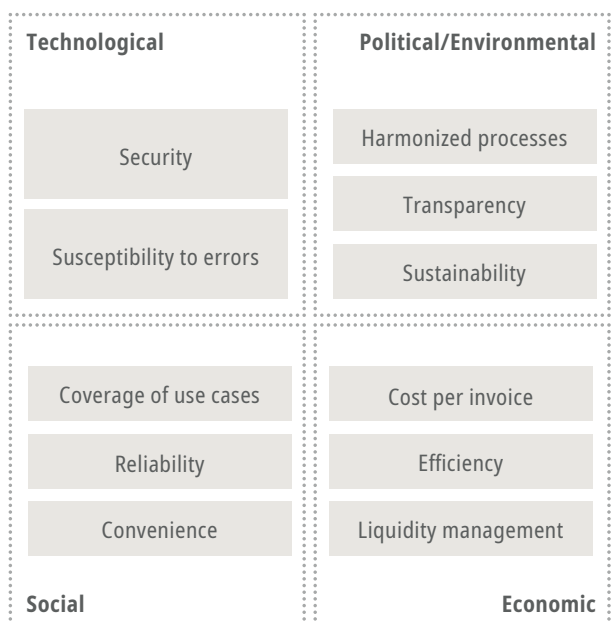 Technological
Security
Susceptibility to errors
Political/Environmental
Harmonized processes
Transparency
Sustainability
Coverage of use cases
Reliability
Convenience
Social
Cost per invoice
Efficiency
Liquidity management
Economic